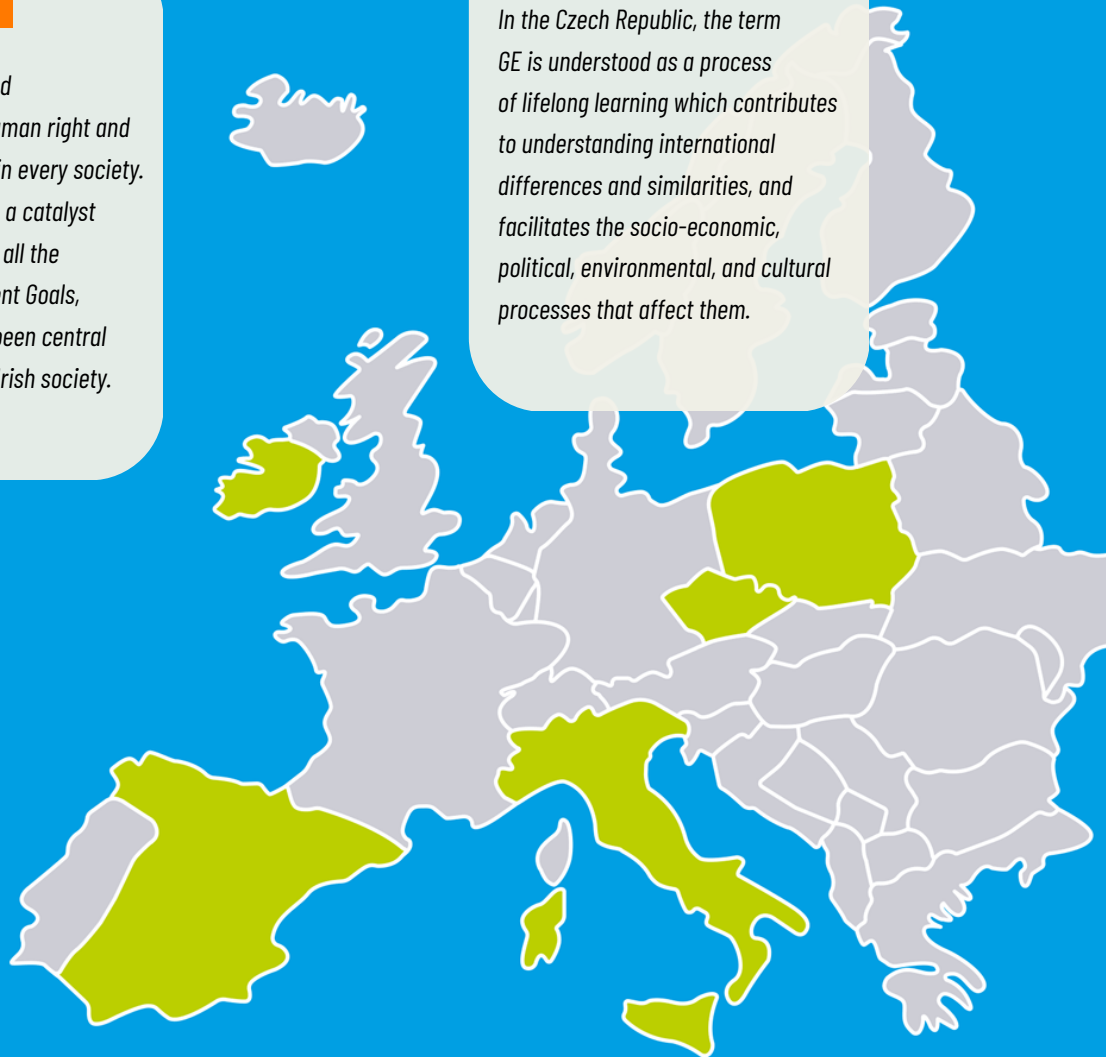 d
man right and
in every society.
a catalyst
all the
ent Goals,
been central
Irish society.
In the Czech Republic, the term
GE is understood as a process
of lifelong learning which contributes
to understanding international
differences and similarities, and
facilitates the socio-economic,
political, environmental, and cultural
processes that affect them.